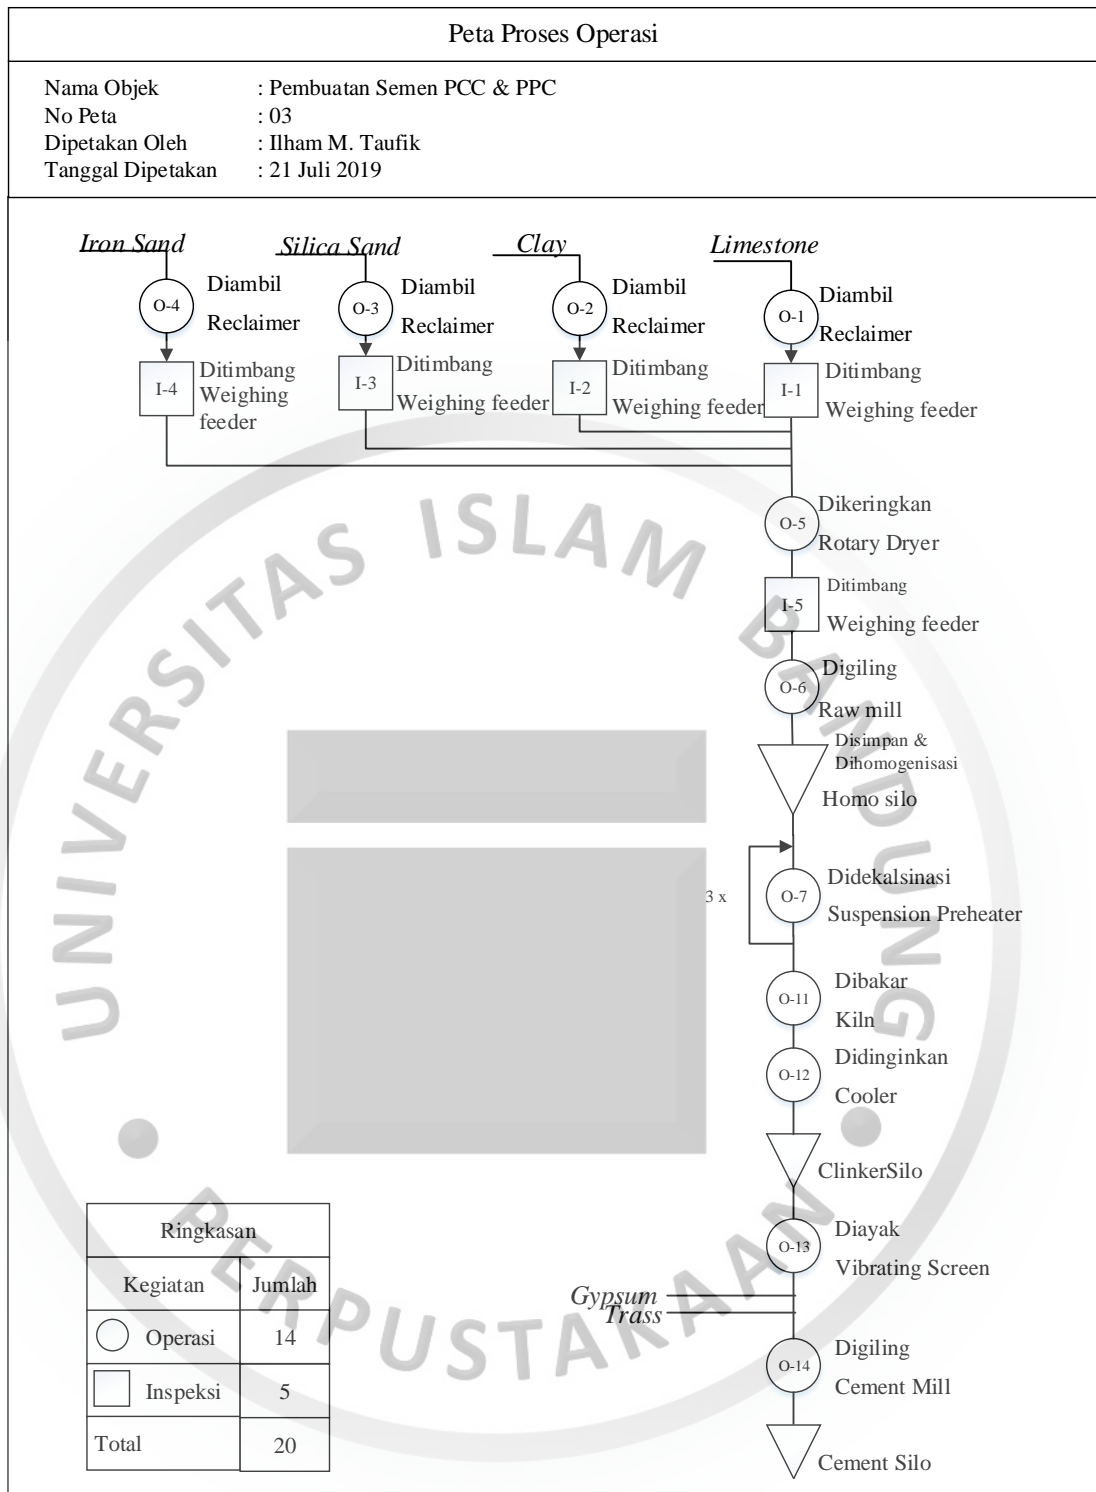 Peta Proses Operasi
Nama Objek : Pembuatan Semen PCC & PPC
No Peta : 03
Dipetakan Oleh : Ilham M. Taufik
Tanggal Dipetakan : 21 Juli 2019
Iron Sand Silica Sand Clay Limestone
O-4 Diambil Reclaimer
O-3 Diambil Reclaimer
O-2 Diambil Reclaimer
O-1 Diambil Reclaimer
I-4 Ditimbang Weighing feeder
I-3 Ditimbang Weighing feeder
I-2 Ditimbang Weighing feeder
I-1 Ditimbang Weighing feeder
O-5 Dikeringkan
Rotary Dryer
I-5 Ditimbang
Weighing feeder
O-6 Digiling
Raw mill
Disimpan &
Dihomogenisasi
Homo silo
3 x
O-7 Didekalsinasi
Suspension Preheater
O-11 Dibakar
Kiln
O-12 Didinginkan
Cooler
ClinkerSilo
O-13 Diayak
Vibrating Screen
Gypsum
Trass
O-14 Digiling
Cement Mill
Cement Silo
Ringkasan
Kegiatan Jumlah
Operasi 14
Inspeksi 5
Total 20
UNIVERSITAS ISLAM BANDUNG
PERPUSTAKAAN